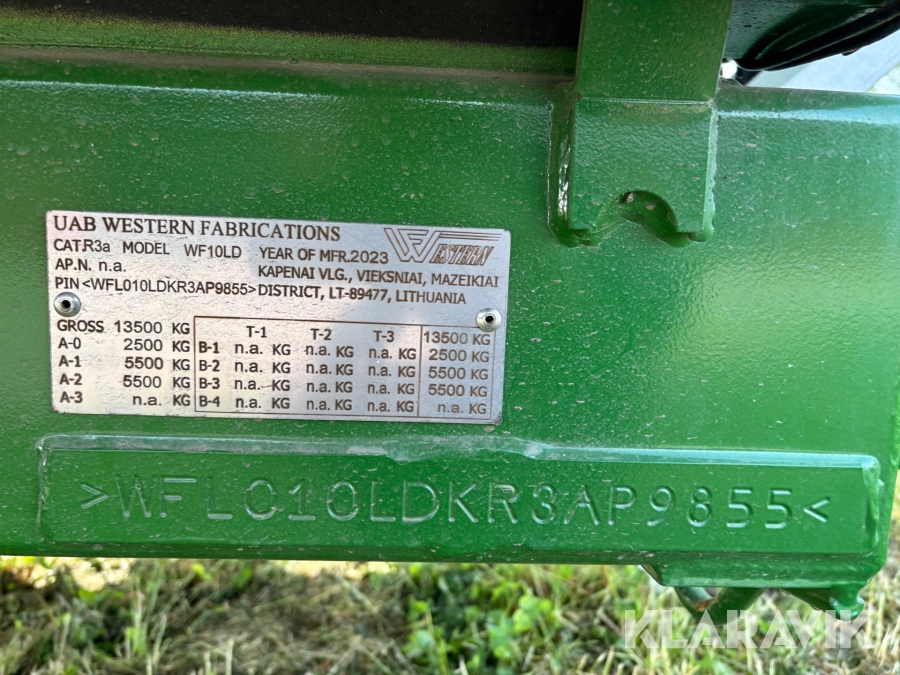 UAB WESTERN FABRICATIONS
WESTERN
CAT.R3a MODEL WF10LD YEAR OF MFR.2023
AP.N. n.a. KAPENAI VLG., VIEKSNIAI, MAZEIKIAI
PIN <WFL010LDKR3AP9855> DISTRICT, LT-89477, LITHUANIA
T-1 T-2 T-3
GROSS 13500 KG 13500 KG
A-0 2500 KG B-1 n.a. KG n.a. KG n.a. KG 2500 KG
A-1 5500 KG B-2 n.a. KG n.a. KG n.a. KG 5500 KG
A-2 5500 KG B-3 n.a. KG n.a. KG n.a. KG 5500 KG
A-3 n.a. KG B-4 n.a. KG n.a. KG n.a. KG n.a. KG
>WFL010LDKR3AP9855<
KLARAVIK